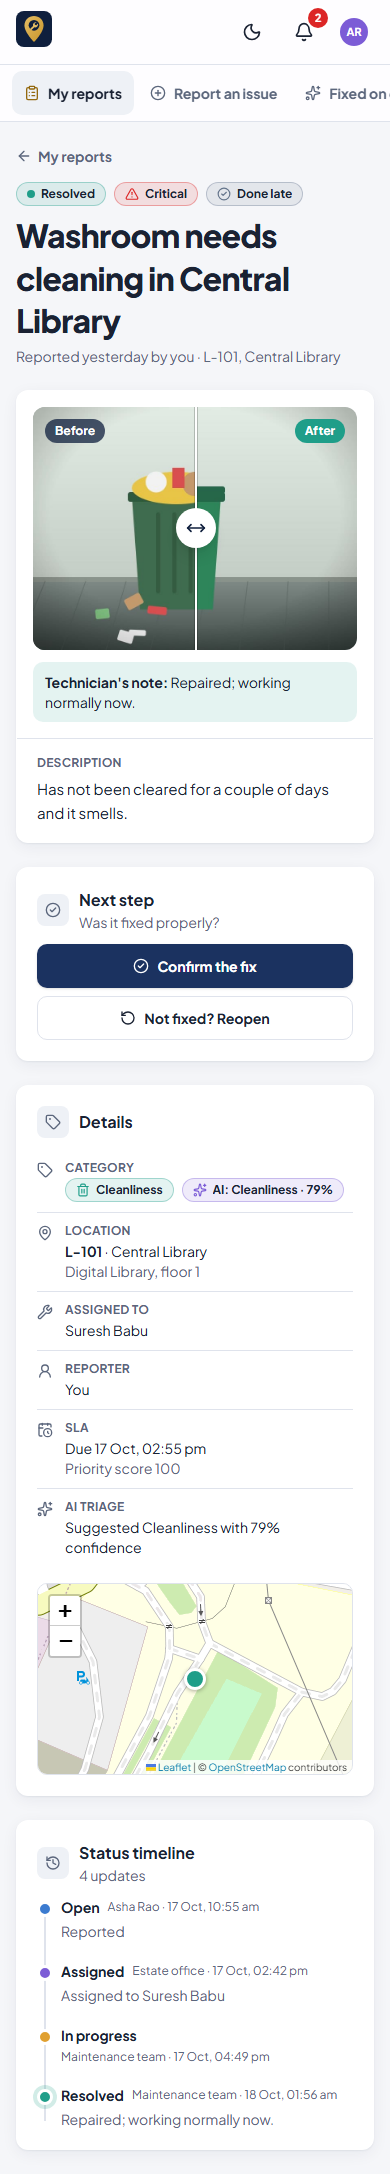 2
AR
My reports
Report an issue
Fixed on
My reports
Resolved
Critical
Done late
Washroom needs
cleaning in Central
Library
Reported yesterday by you · L-101, Central Library
Before
After
Technician's note: Repaired; working
normally now.
DESCRIPTION
Has not been cleared for a couple of days
and it smells.
Next step
Was it fixed properly?
Confirm the fix
Not fixed? Reopen
Details
CATEGORY
Cleanliness
AI: Cleanliness · 79%
LOCATION
L-101 · Central Library
Digital Library, floor 1
ASSIGNED TO
Suresh Babu
REPORTER
You
SLA
Due 17 Oct, 02:55 pm
Priority score 100
AI TRIAGE
Suggested Cleanliness with 79%
confidence
+
−
P
Leaflet | © OpenStreetMap contributors
Status timeline
4 updates
Open Asha Rao · 17 Oct, 10:55 am
Reported
Assigned Estate office · 17 Oct, 02:42 pm
Assigned to Suresh Babu
In progress
Maintenance team · 17 Oct, 04:49 pm
Resolved Maintenance team · 18 Oct, 01:56 am
Repaired; working normally now.